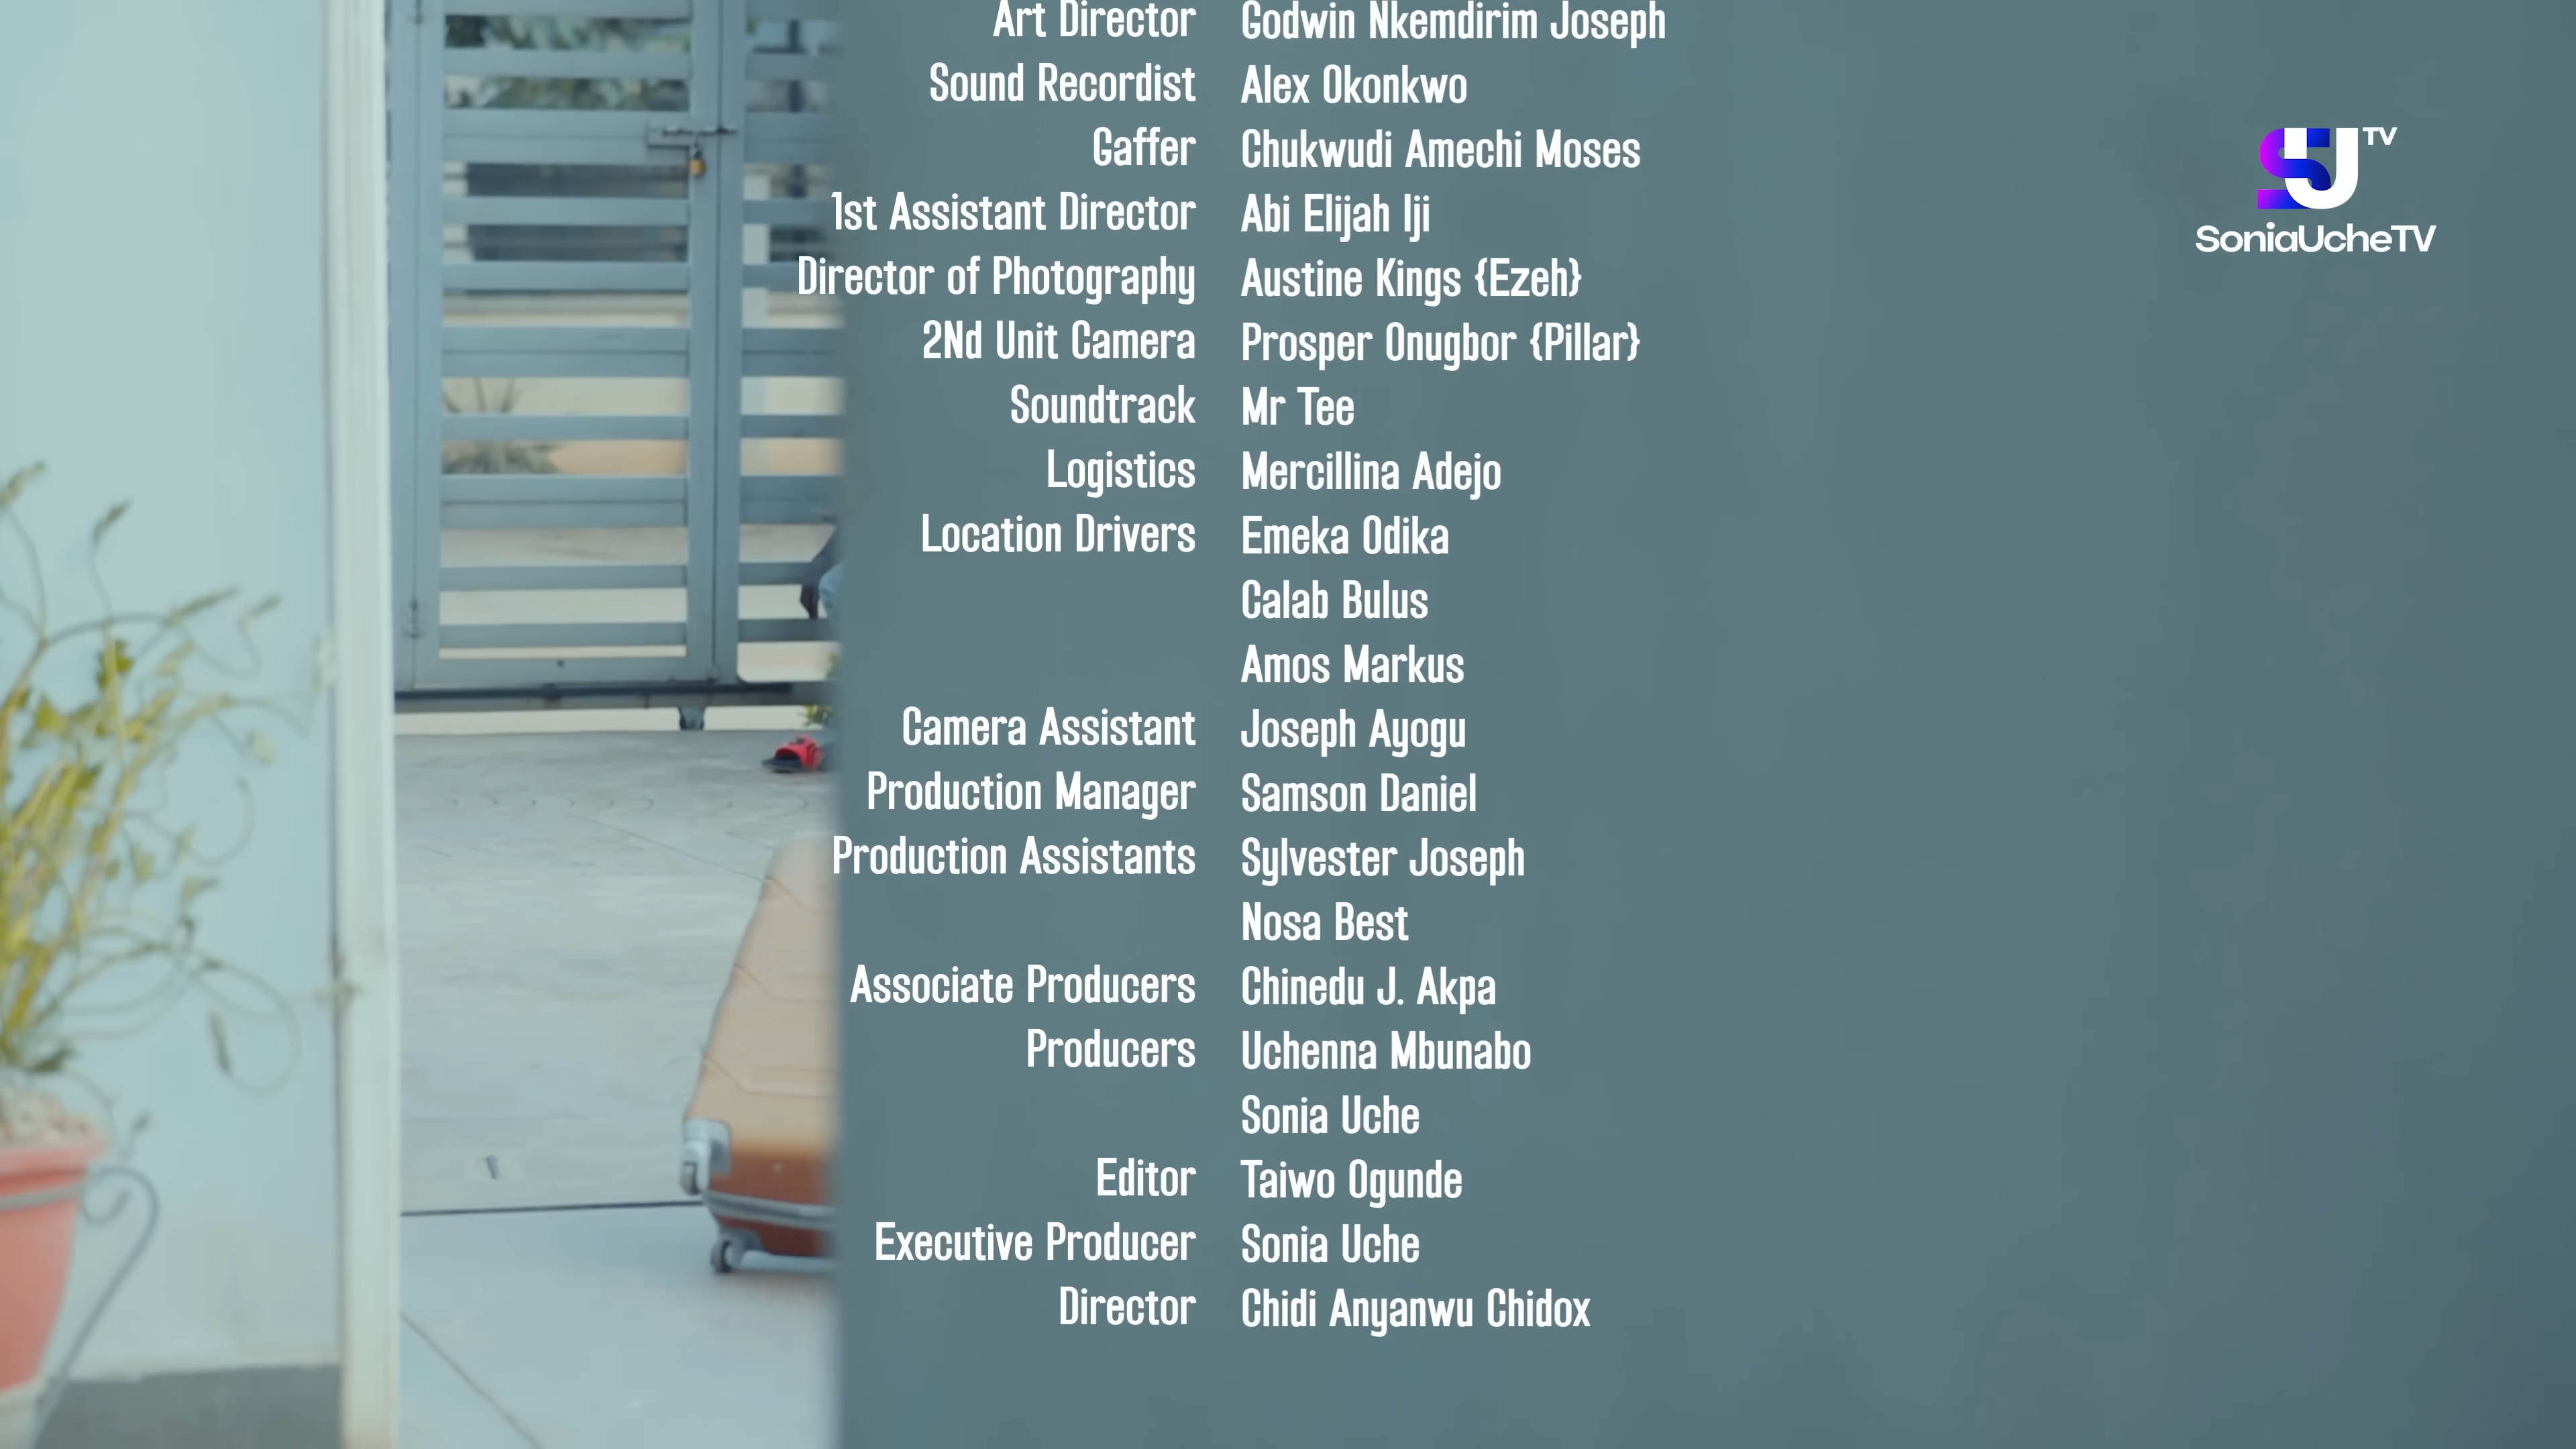 Art Director Godwin Nkemdirim Joseph
Sound Recordist Alex Okonkwo
Gaffer Chukwudi Amechi Moses
1st Assistant Director Abi Elijah Iji
Director of Photography Austine Kings {Ezeh}
2Nd Unit Camera Prosper Onugbor {Pillar}
Soundtrack Mr Tee
Logistics Mercillina Adejo
Location Drivers Emeka Odika
Calab Bulus
Amos Markus
Camera Assistant Joseph Ayogu
Production Manager Samson Daniel
Production Assistants Sylvester Joseph
Nosa Best
Associate Producers Chinedu J. Akpa
Producers Uchenna Mbunabo
Sonia Uche
Editor Taiwo Ogunde
Executive Producer Sonia Uche
Director Chidi Anyanwu Chidox
SU TV
SoniaUcheTV